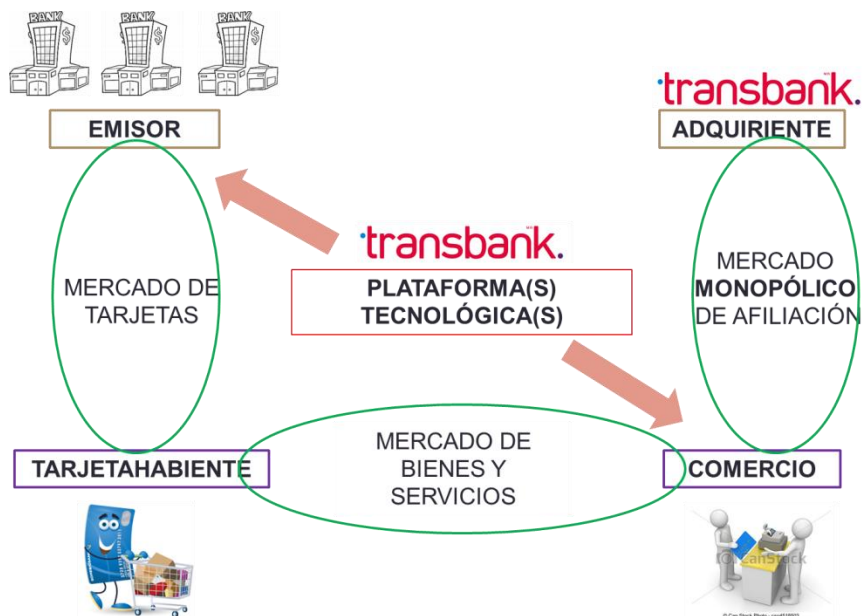 BANK
BANK
BANK
$
$
$
transbank.
EMISOR
ADQUIRIENTE
transbank.
PLATAFORMA(S)
TECNOLÓGICA(S)
MERCADO DE
TARJETAS
MERCADO
MONOPÓLICO
DE AFILIACIÓN
MERCADO DE
BIENES Y
SERVICIOS
TARJETAHABIENTE
COMERCIO
CanStock